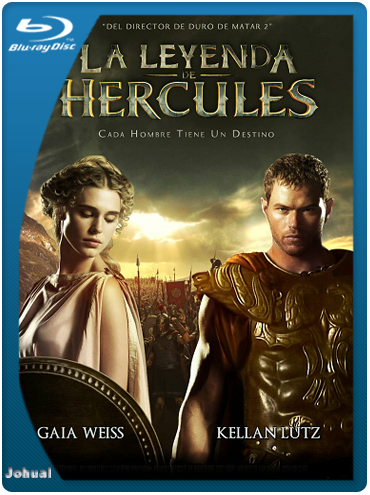 Blu-ray Disc
"DEL DIRECTOR DE DURO DE MATAR 2"
LA LEYENDA
DE
HERCULES
CADA HOMBRE TIENE UN DESTINO
GAIA WEISS KELLAN LUTZ
Johual